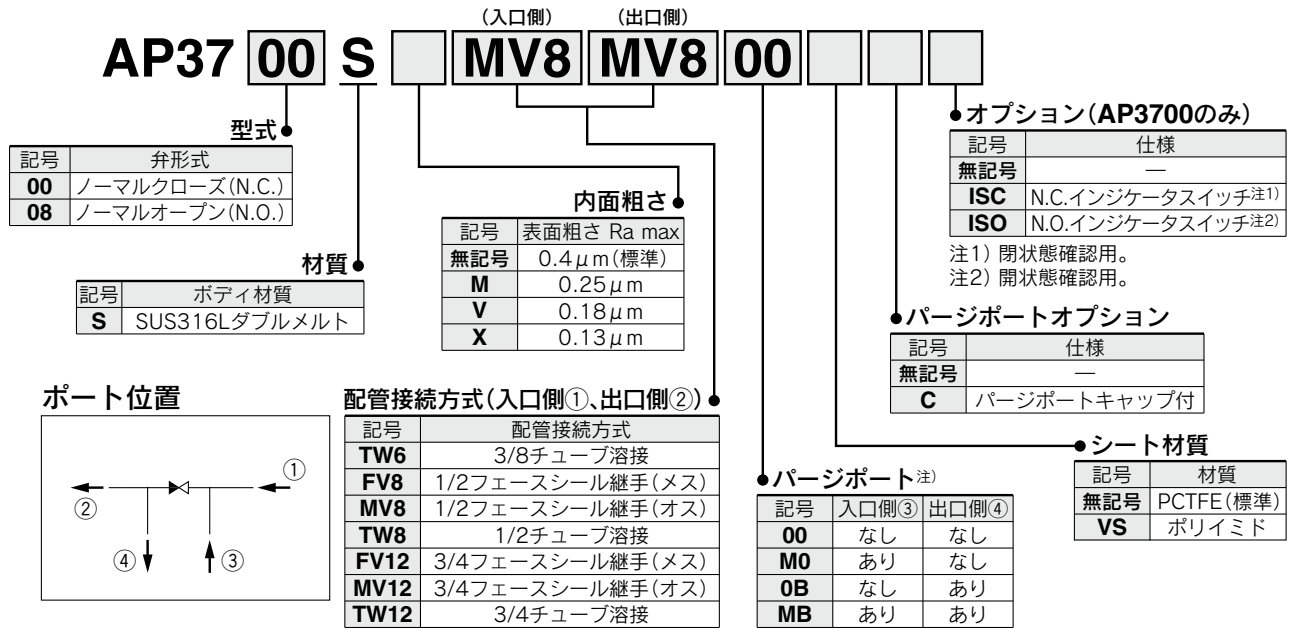 (入口側) (出口側)
AP37 00 S MV8 MV8 00
型式
記号 弁形式
00 ノーマルクローズ(N.C.)
08 ノーマルオープン(N.O.)
材質
記号 ボディ材質
S SUS316Lダブルメルト
内面粗さ
記号 表面粗さ Ra max
無記号 0.4μm(標準)
M 0.25μm
V 0.18μm
X 0.13μm
オプション(AP3700のみ)
記号 仕様
無記号 —
ISC N.C.インジケータスイッチ注1)
ISO N.O.インジケータスイッチ注2)
注1) 閉状態確認用。
注2) 開状態確認用。
パージポートオプション
記号 仕様
無記号 —
C パージポートキャップ付
シート材質
記号 材質
無記号 PCTFE(標準)
VS ポリイミド
ポート位置
①
②
④ ③
配管接続方式(入口側①、出口側②)
記号 配管接続方式
TW6 3/8チューブ溶接
FV8 1/2フェースシール継手(メス)
MV8 1/2フェースシール継手(オス)
TW8 1/2チューブ溶接
FV12 3/4フェースシール継手(メス)
MV12 3/4フェースシール継手(オス)
TW12 3/4チューブ溶接
パージポート注)
記号 入口側③ 出口側④
00 なし なし
M0 あり なし
0B なし あり
MB あり あり